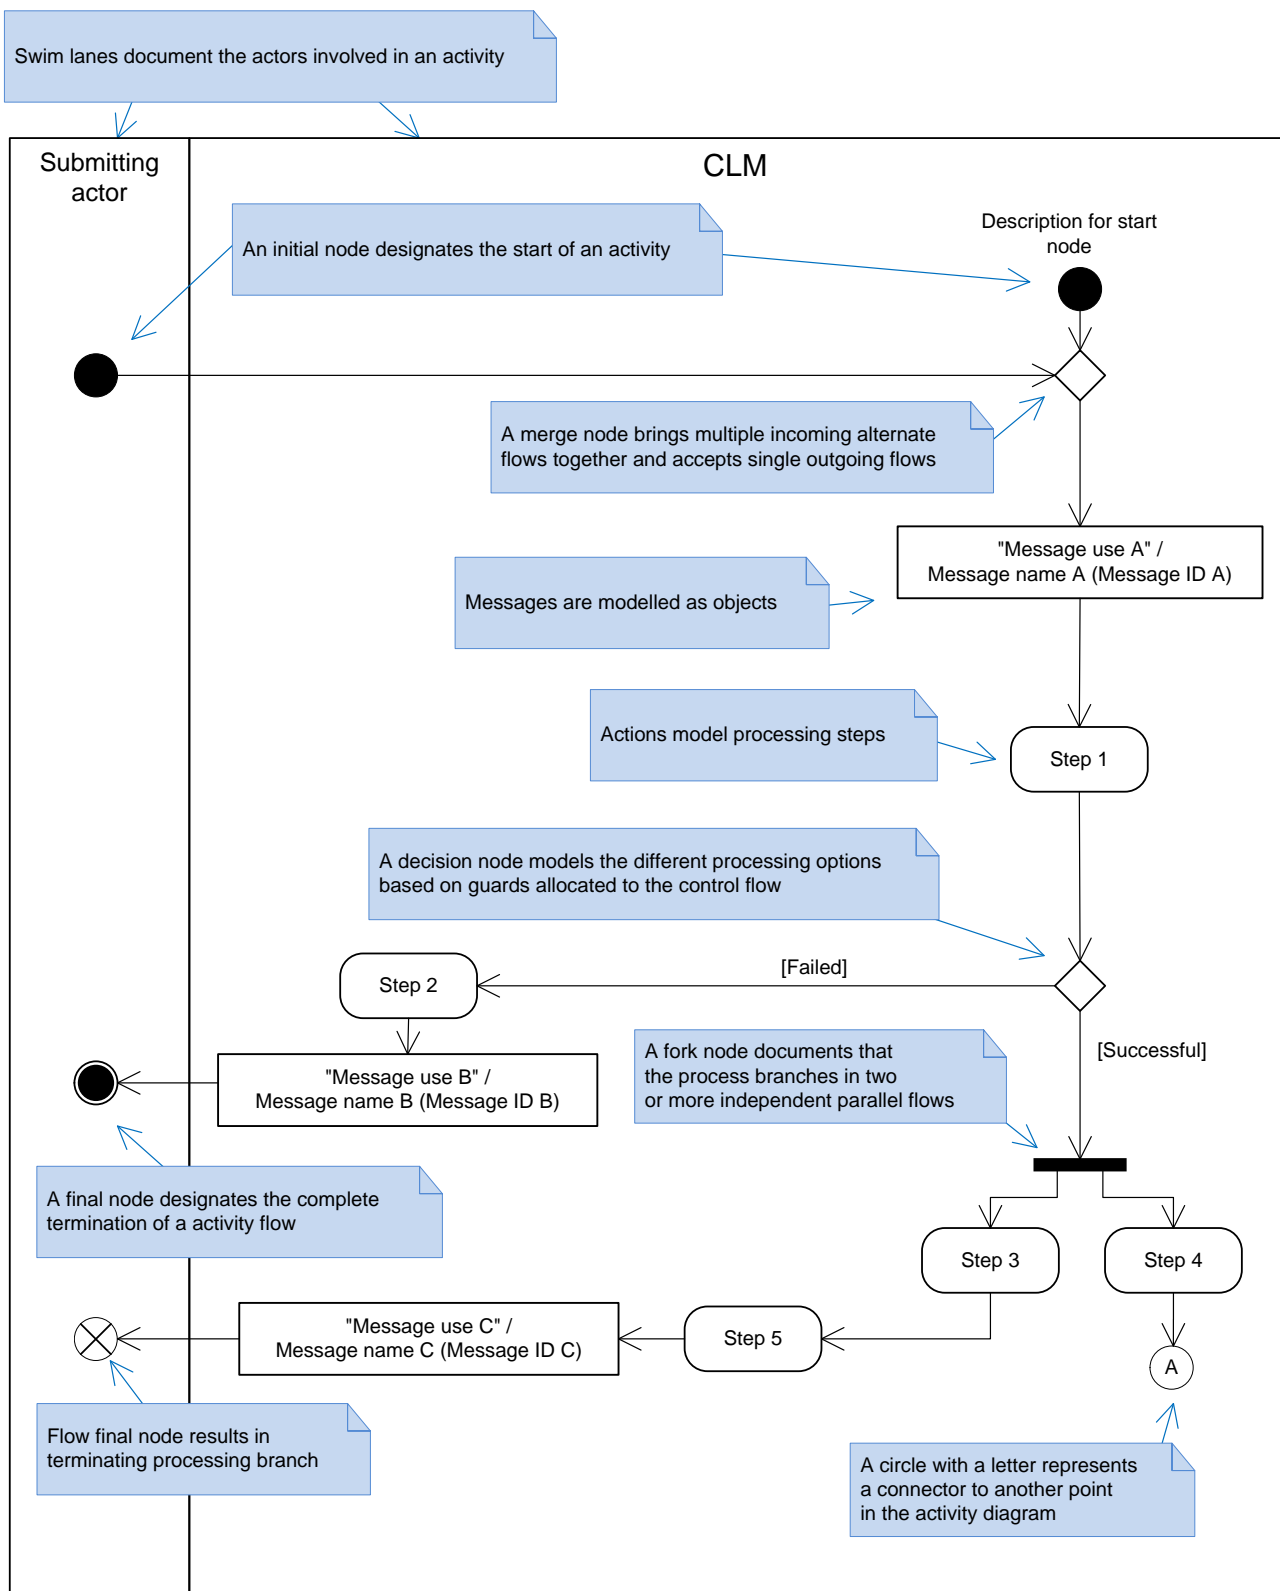 Swim lanes document the actors involved in an activity
Submitting
actor
CLM
An initial node designates the start of an activity
Description for start
node
A merge node brings multiple incoming alternate
flows together and accepts single outgoing flows
"Message use A" /
Message name A (Message ID A)
Messages are modelled as objects
Actions model processing steps
Step 1
A decision node models the different processing options
based on guards allocated to the control flow
[Failed]
Step 2
[Successful]
A fork node documents that
the process branches in two
or more independent parallel flows
"Message use B" /
Message name B (Message ID B)
A final node designates the complete
termination of a activity flow
Step 3
Step 4
"Message use C" /
Message name C (Message ID C)
Step 5
A
Flow final node results in
terminating processing branch
A circle with a letter represents
a connector to another point
in the activity diagram